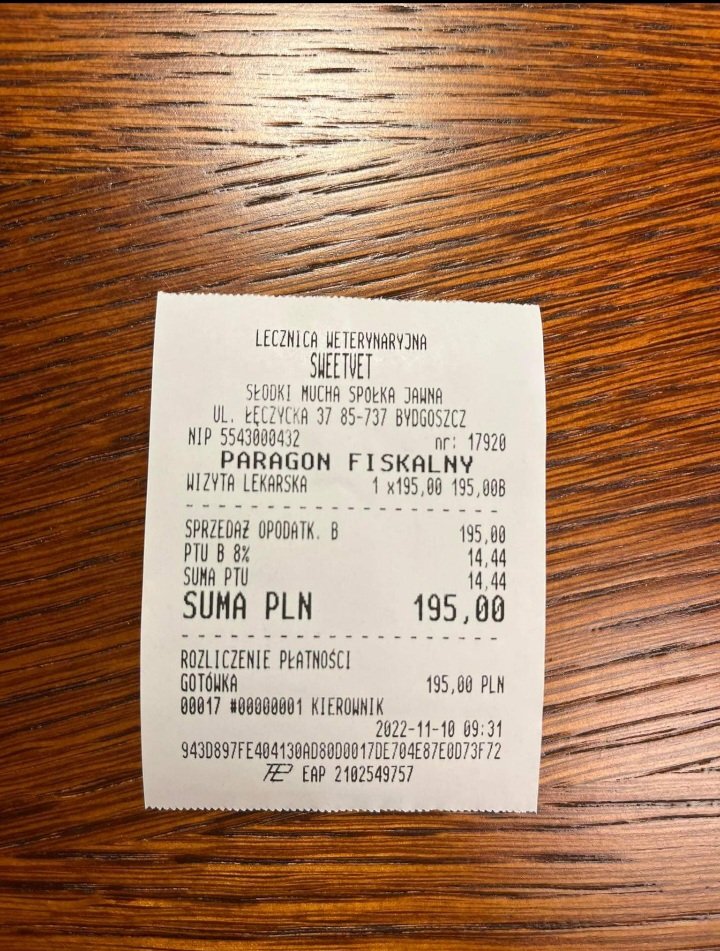 LECZNICA WETERYNARYJNA
SWEETVET
SŁODKI MUCHA SPÓŁKA JAWNA
UL. ŁĘCZYCKA 37 85-737 BYDGOSZCZ
NIP 5543000432 nr: 17920
PARAGON FISKALNY
WIZYTA LEKARSKA 1 x195,00 195,00B
SPRZEDAŻ OPODATK. B 195,00
PTU B 8% 14,44
SUMA PTU 14,44
SUMA PLN 195,00
ROZLICZENIE PŁATNOŚCI
GOTÓWKA 195,00 PLN
00017 #00000001 KIEROWNIK
2022-11-10 09:31
943D897FE404130AD80D0017DE704E87E0D73F72
EAP 2102549757